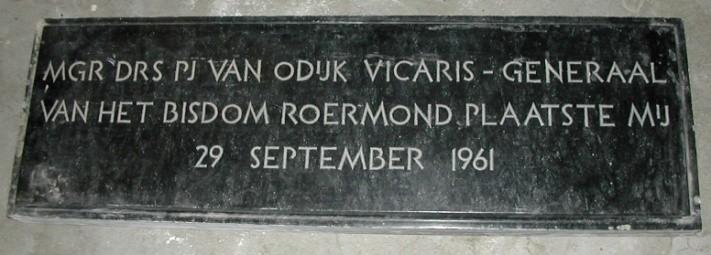 MGR DRS PJ VAN ODIJK VICARIS-GENERAAL
VAN HET BISDOM ROERMOND PLAATSTE MIJ
29 SEPTEMBER 1961